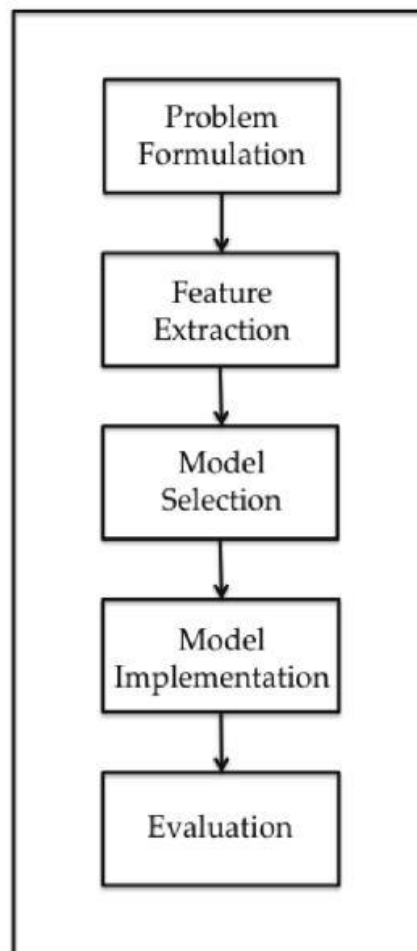 Problem
Formulation
Feature
Extraction
Model
Selection
Model
Implementation
Evaluation